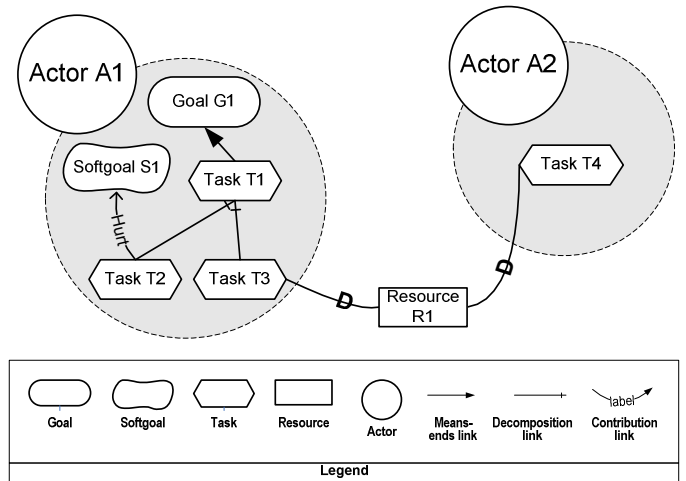 Actor A1
Actor A2
Goal G1
Softgoal S1
Task T1
Task T4
Hurt
Task T2
Task T3
D
Resource
R1
D
label
Goal
Softgoal
Task
Resource
Actor
Means-
ends link
Decomposition
link
Contribution
link
Legend